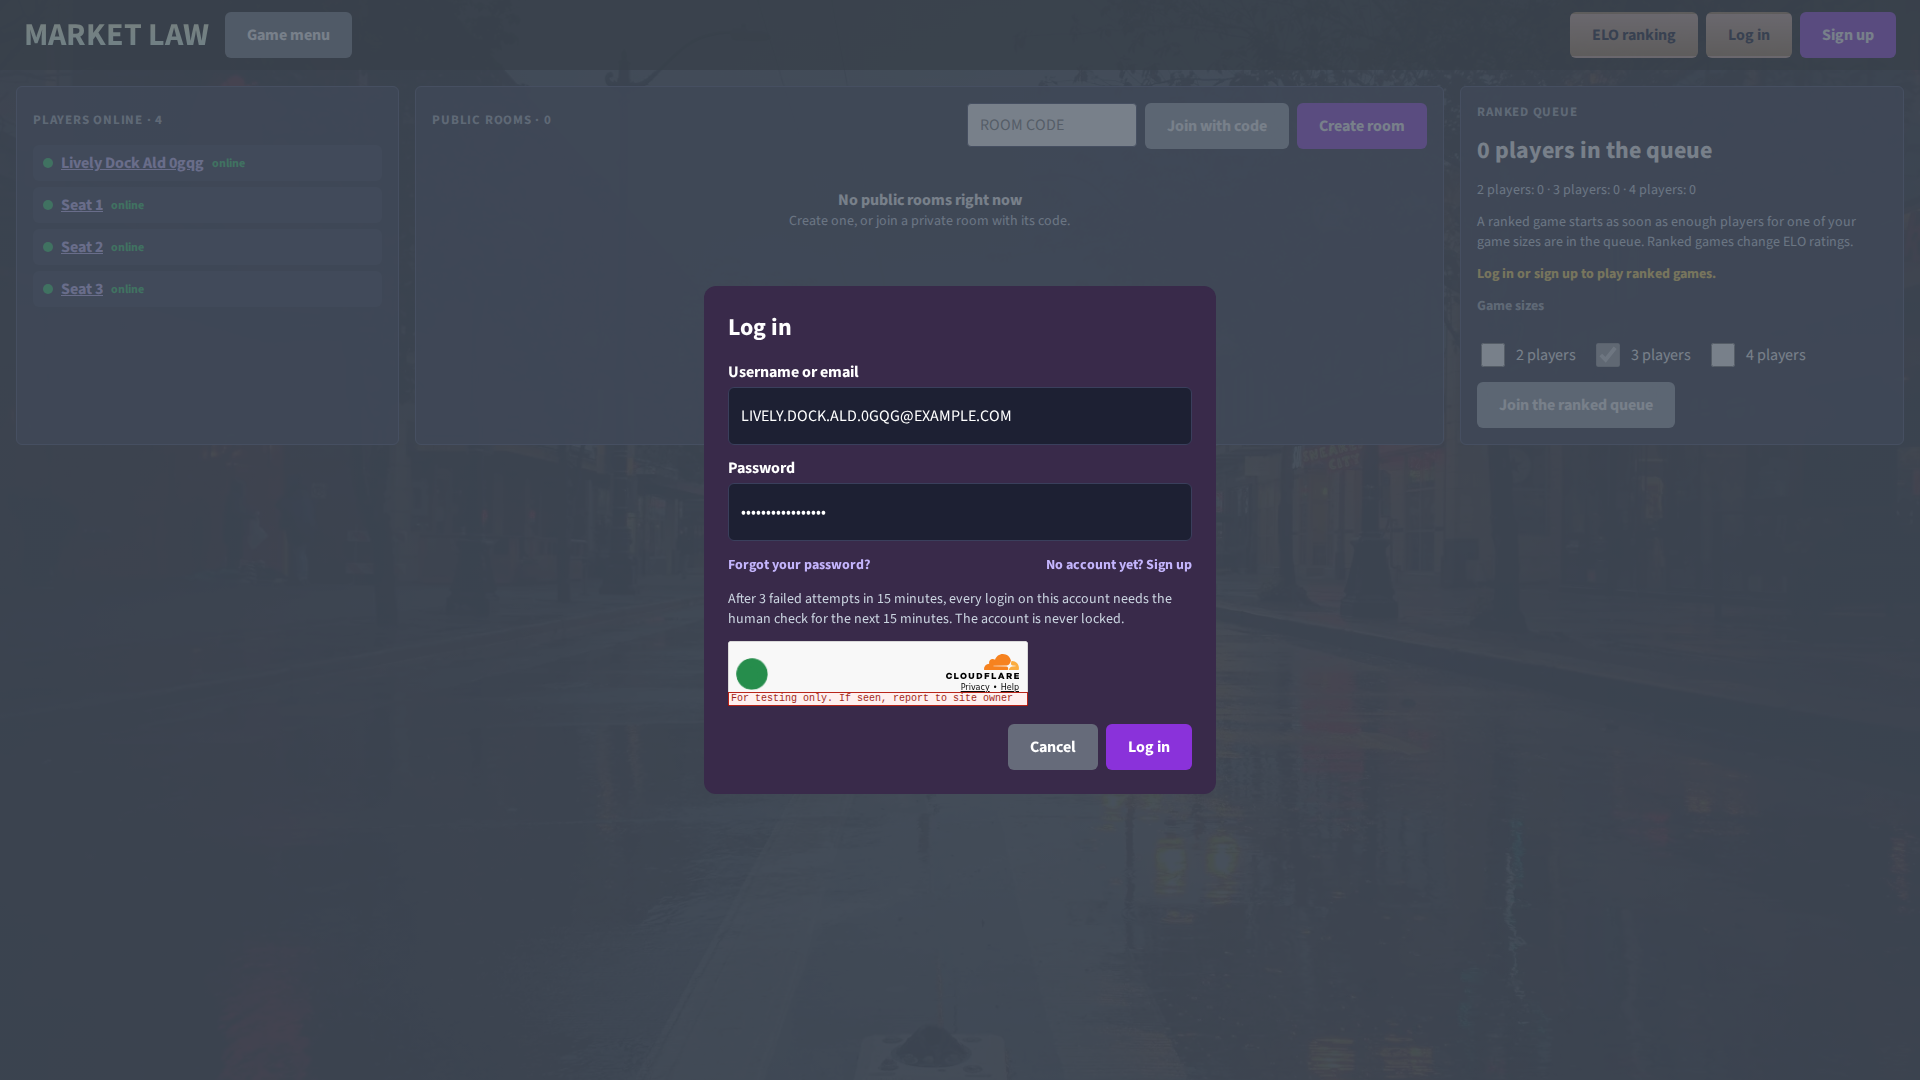 MARKET LAW
Game menu
ELO ranking
Log in
Sign up
PLAYERS ONLINE · 4
Lively Dock Ald 0gqg online
Seat 1 online
Seat 2 online
Seat 3 online
PUBLIC ROOMS · 0
ROOM CODE
Join with code
Create room
No public rooms right now
Create one, or join a private room with its code.
RANKED QUEUE
0 players in the queue
2 players: 0 · 3 players: 0 · 4 players: 0
A ranked game starts as soon as enough players for one of your
game sizes are in the queue. Ranked games change ELO ratings.
Log in or sign up to play ranked games.
Game sizes
2 players
3 players
4 players
Join the ranked queue
Log in
Username or email
LIVELY.DOCK.ALD.0GQG@EXAMPLE.COM
Password
•••••••••••••••••
Forgot your password?
No account yet? Sign up
After 3 failed attempts in 15 minutes, every login on this account needs the
human check for the next 15 minutes. The account is never locked.
CLOUDFLARE
Privacy • Help
For testing only. If seen, report to site owner
Cancel
Log in